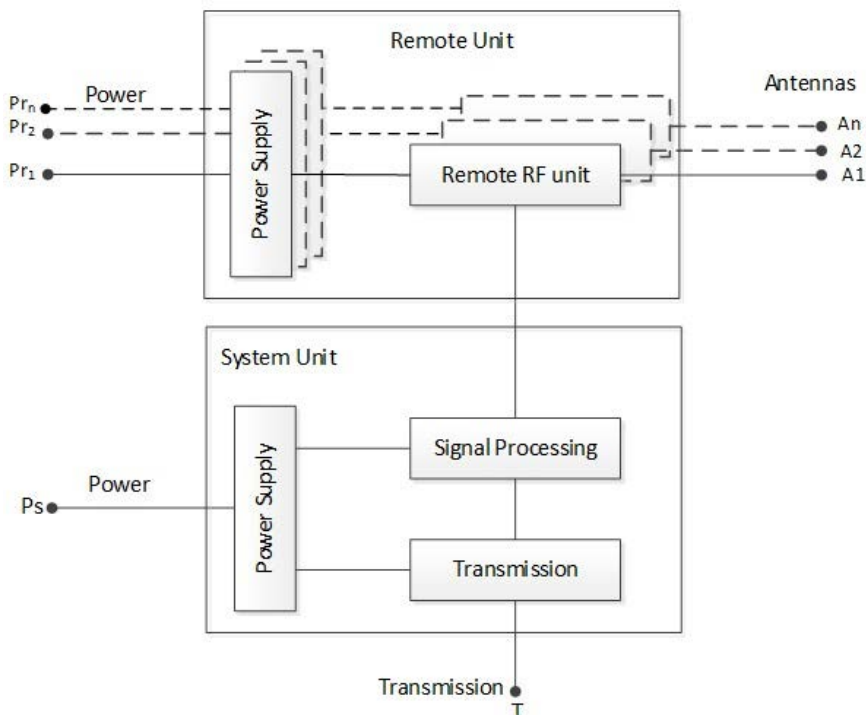 Remote Unit
Antennas
Power
Prn
Pr2
Pr1
Power Supply
Remote RF unit
An
A2
A1
System Unit
Power Supply
Signal Processing
Power
Ps
Transmission
Transmission
T